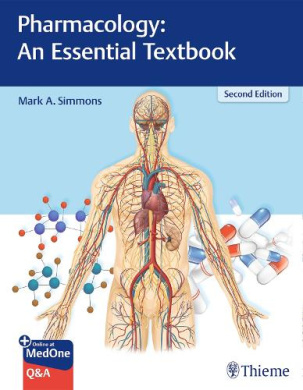 Pharmacology:
An Essential Textbook
Mark A. Simmons
Second Edition
Online at
MedOne
Q&A
Thieme